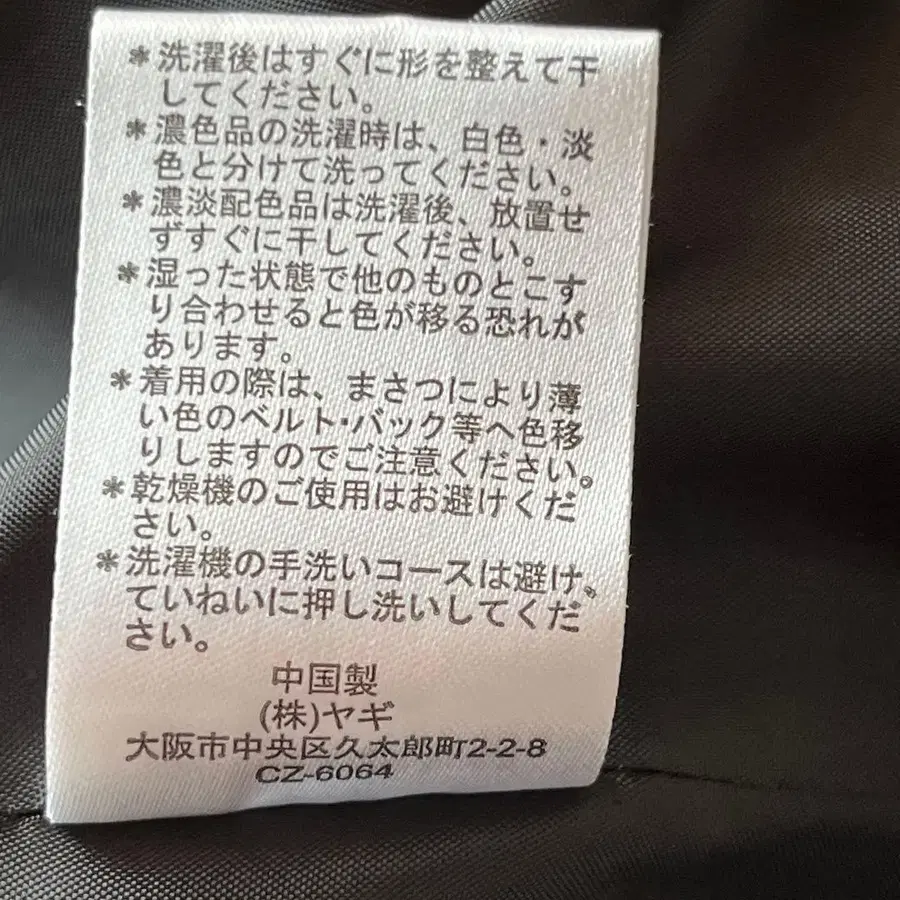 *洗濯後はすぐに形を整えて干
してください。
*濃色品の洗濯時は、白色・淡
色と分けて洗ってください。
*濃淡配色品は洗濯後、放置せ
ずすぐに干してください。
*湿った状態で他のものとこす
り合わせると色が移る恐れが
あります。
*着用の際は、まさつにより薄
い色のベルト・バック等へ色移
りしますのでご注意ください。
*乾燥機のご使用はお避けくだ
さい。
*洗濯機の手洗いコースは避け。
ていねいに押し洗いしてくだ
さい。
中国製
(株)ヤギ
大阪市中央区久太郎町2-2-8
CZ-6064